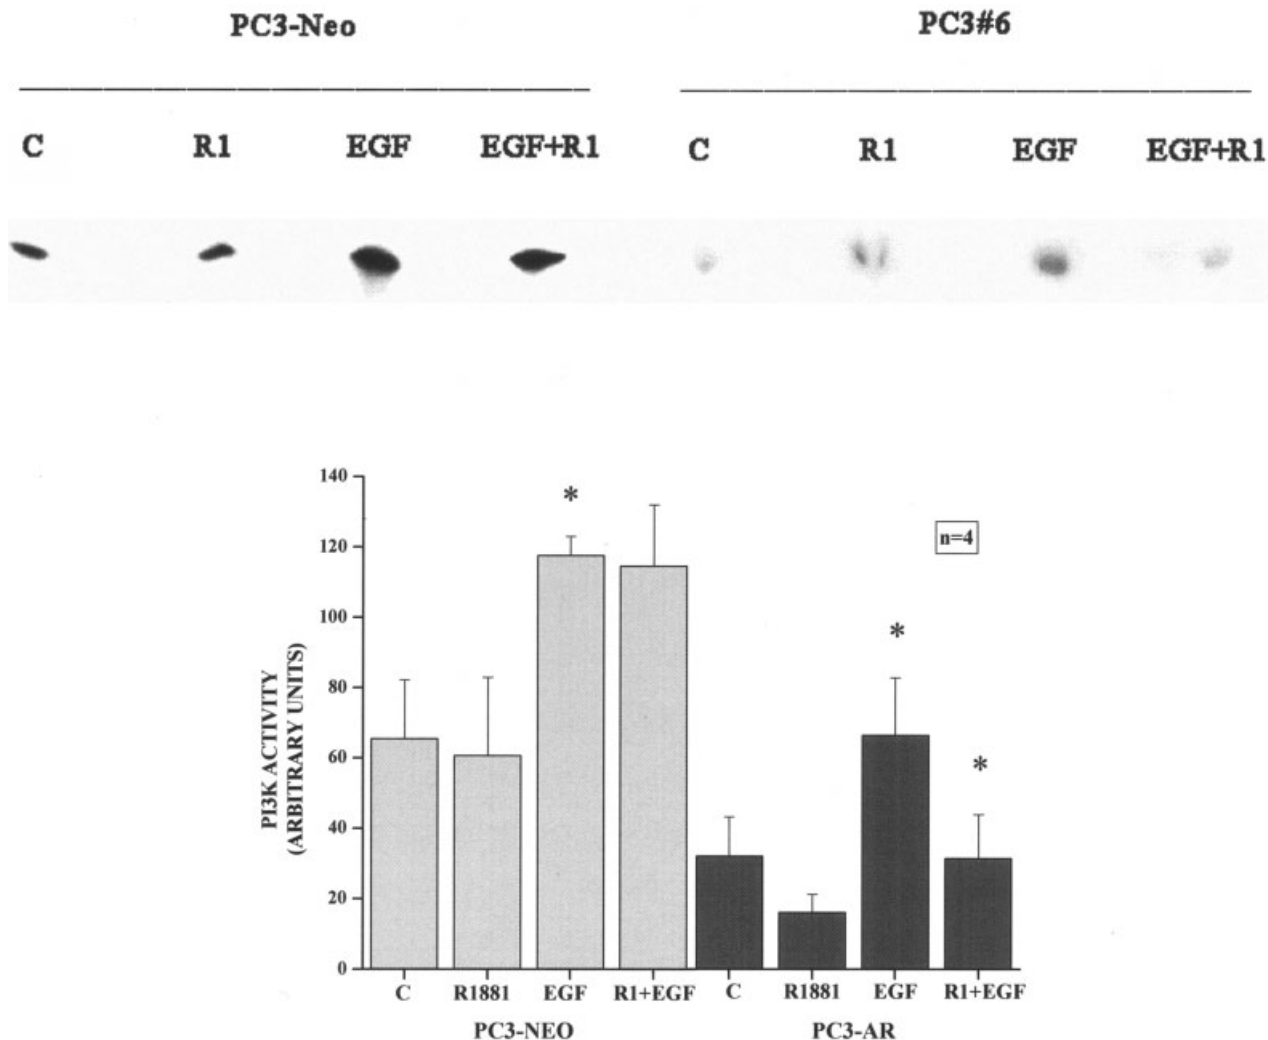 PC3-Neo PC3#6
C R1 EGF EGF+R1 C R1 EGF EGF+R1
140
*
120
n=4
100
*
80
*
60
40
20
0
PI3K ACTIVITY
(ARBITRARY UNITS)
C R1881 EGF R1+EGF C R1881 EGF R1+EGF
PC3-NEO PC3-AR